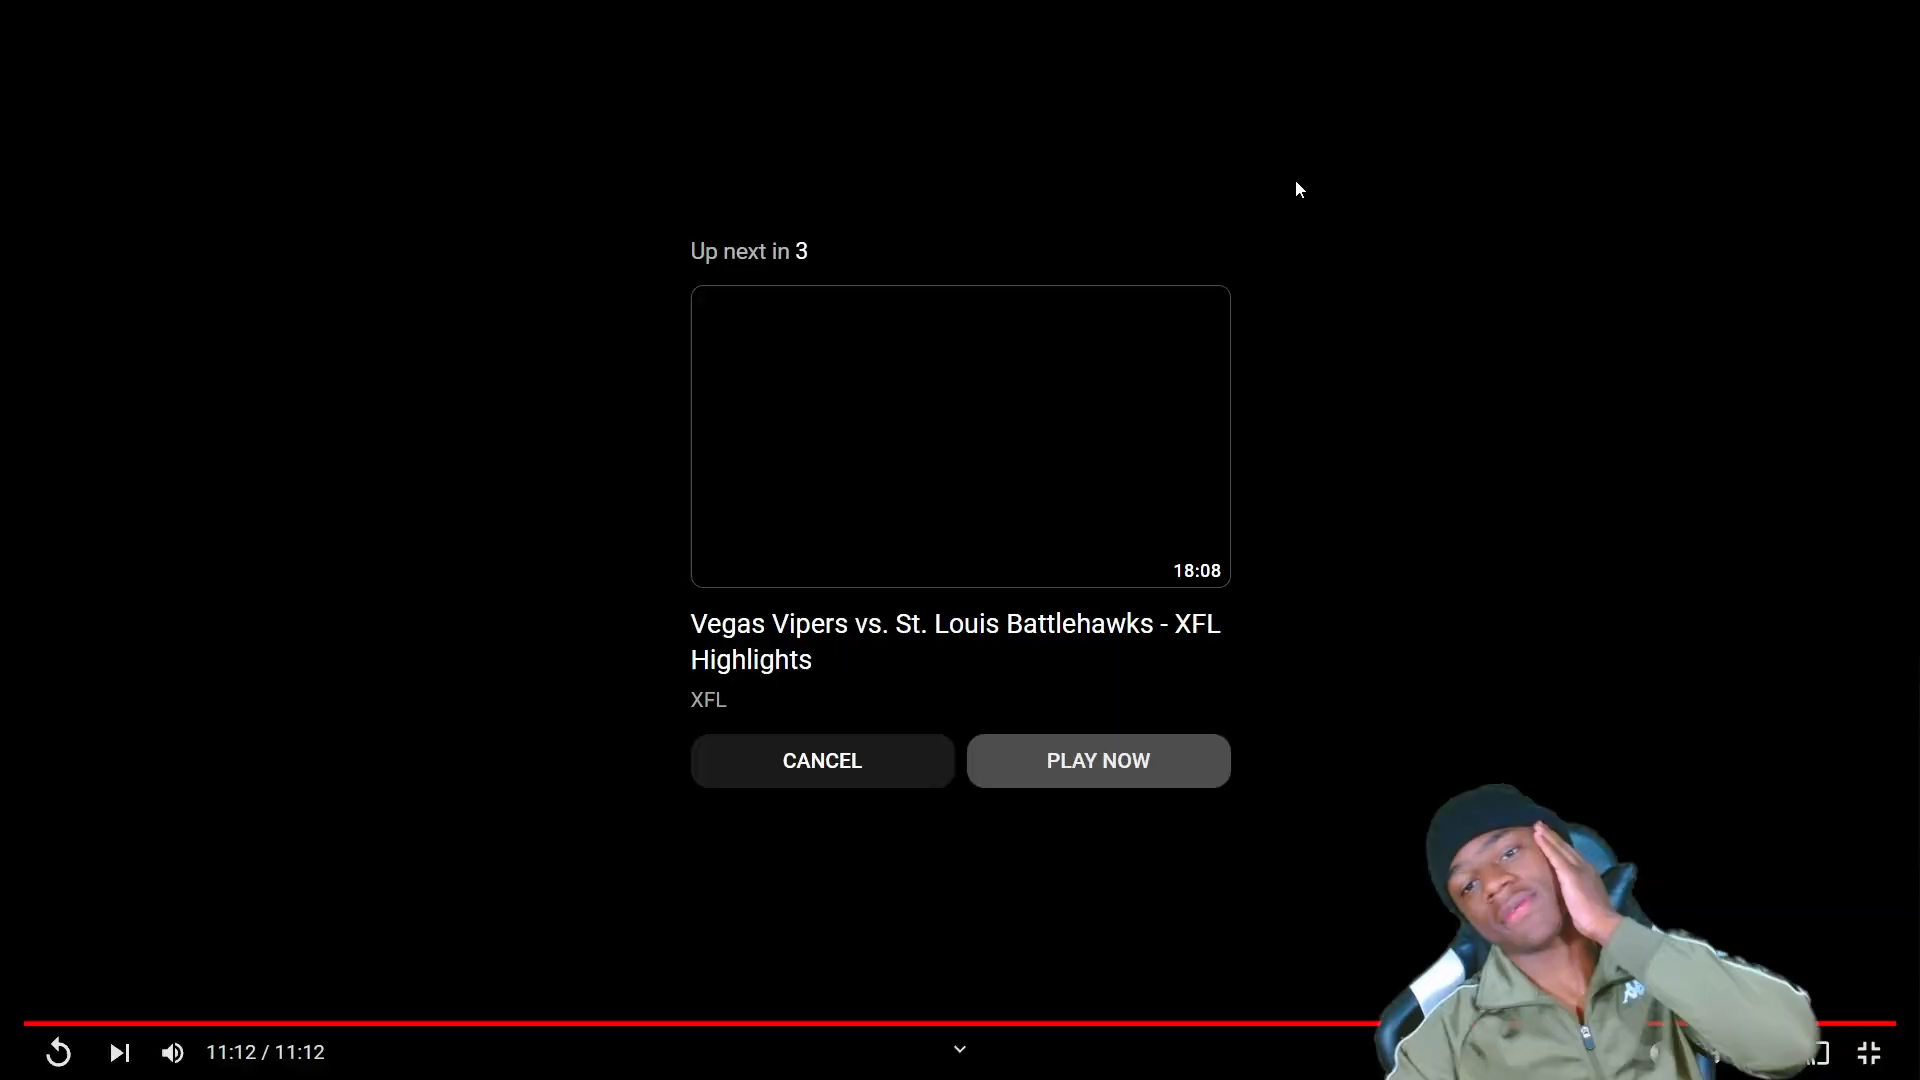 Up next in 3
18:08
Vegas Vipers vs. St. Louis Battlehawks - XFL
Highlights
XFL
CANCEL
PLAY NOW
11:12 / 11:12